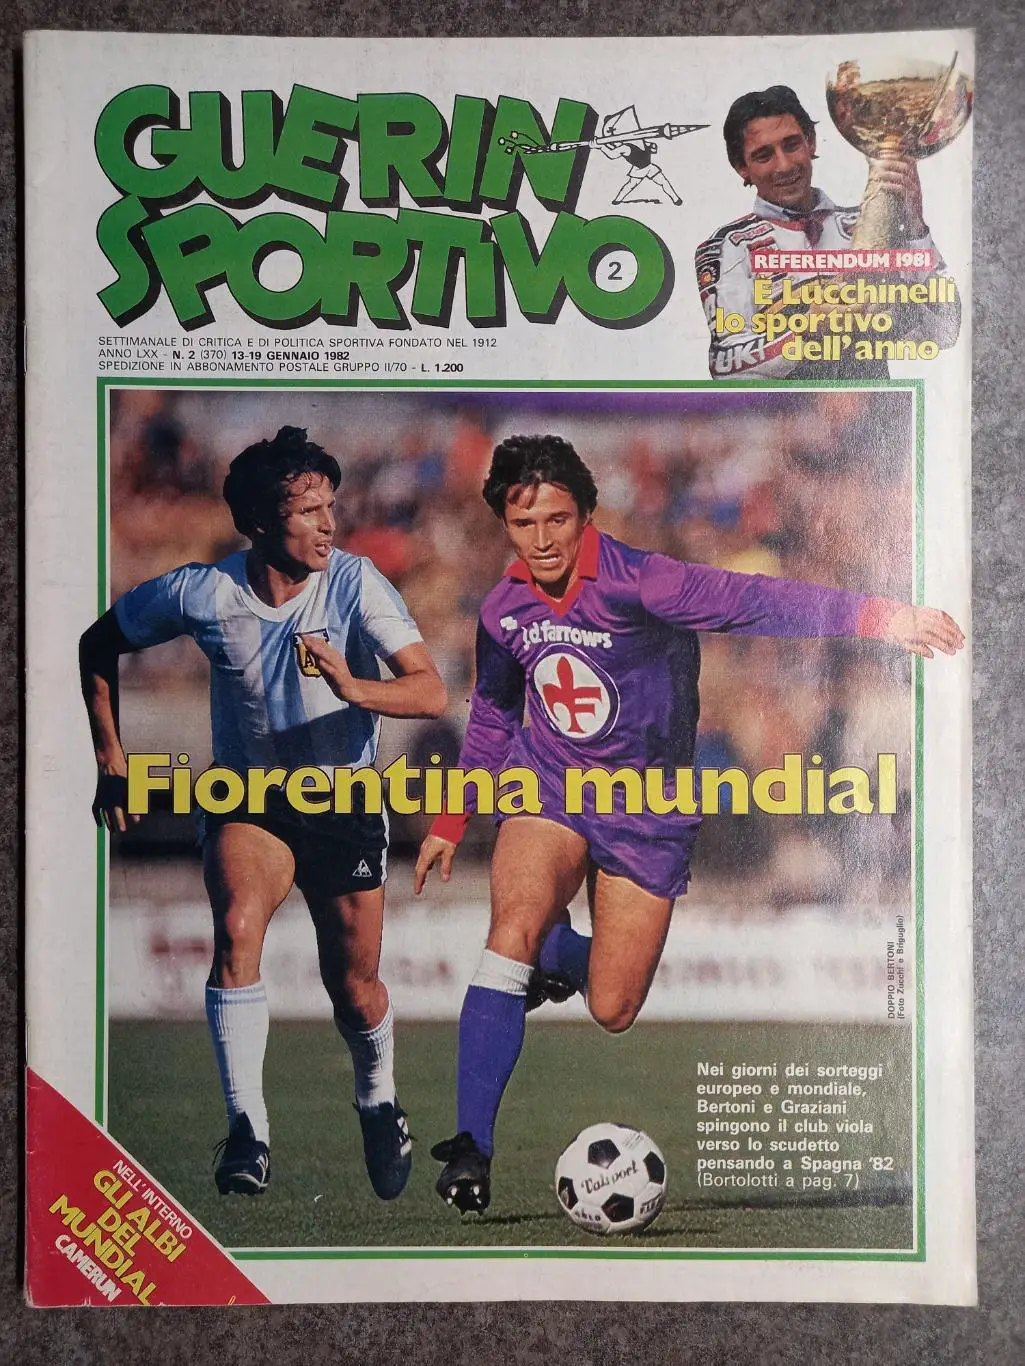 GUERIN
SPORTIVO
2
SETTIMANALE DI CRITICA E DI POLITICA SPORTIVA FONDATO NEL 1912
ANNO LXX - N. 2 (370) 13-19 GENNAIO 1982
SPEDIZIONE IN ABBONAMENTO POSTALE GRUPPO II/70 - L. 1.200
REFERENDUM 1981
È Lucchinelli
lo sportivo
dell'anno
UKI
A
J.d. farrow's
F
Fiorentina mundial
DOPPIO BERTONI
(Foto Zucchi e Briguglio)
Nei giorni dei sorteggi
europeo e mondiale,
Bertoni e Graziani
spingono il club viola
verso lo scudetto
pensando a Spagna '82
(Bortolotti a pag. 7)
Valsport
NELL'INTERNO
GLI ALBI
DEL
MUNDIAL
CAMERUN